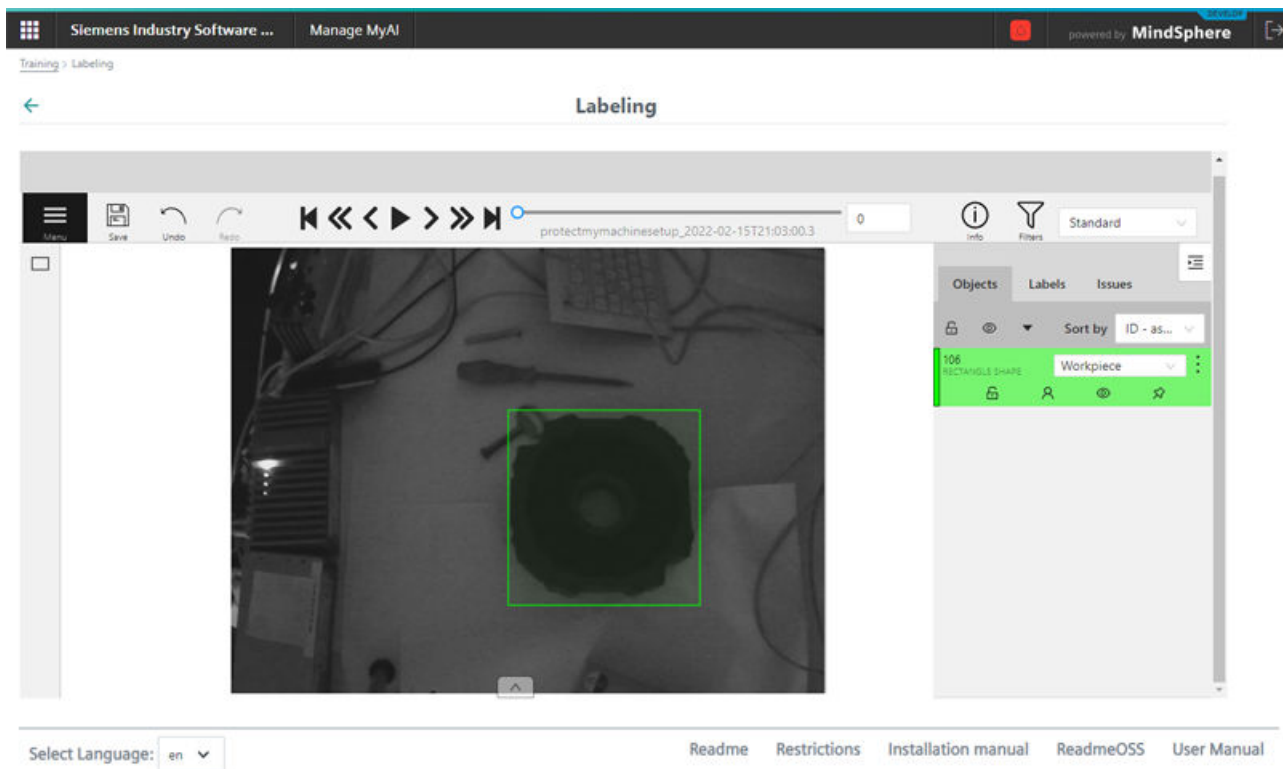 Siemens Industry Software ... Manage MyAI DEVELOP powered by MindSphere
Training > Labeling
Labeling
Menu Save Undo Redo 0 Info Filters Standard
protectmymachinesetup_2022-02-15T21:03:00.3
Objects Labels Issues
Sort by ID - as...
106 Workpiece
RECTANGLE SHAPE
Select Language: en Readme Restrictions Installation manual ReadmeOSS User Manual